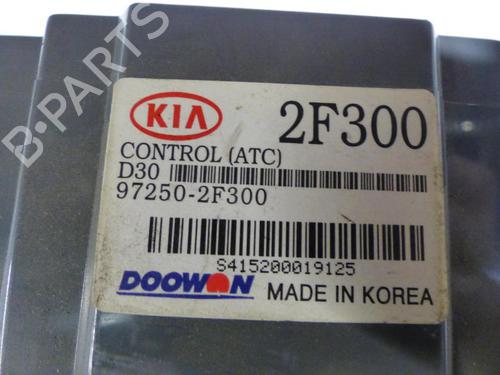 B-PARTS
KIA
2F300
CONTROL (ATC)
D30
97250-2F300
S415200019125
DOOWON
MADE IN KOREA